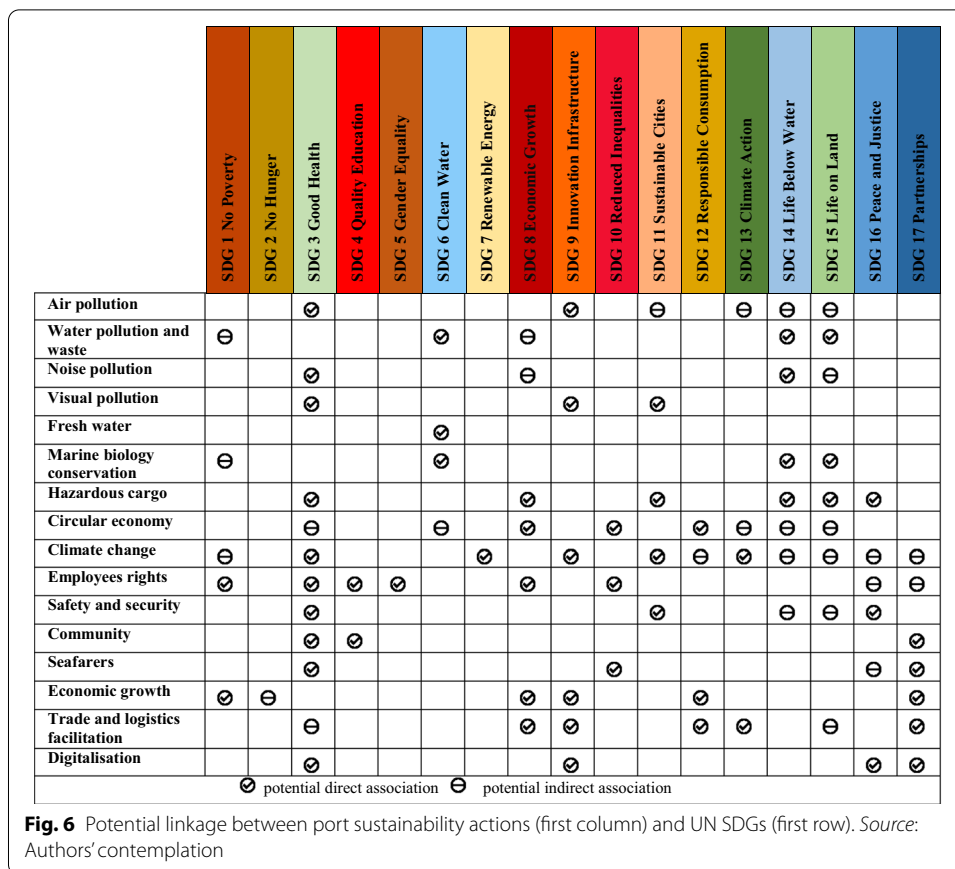 SDG 1 No Poverty
SDG 2 No Hunger
SDG 3 Good Health
SDG 4 Quality Education
SDG 5 Gender Equality
SDG 6 Clean Water
SDG 7 Renewable Energy
SDG 8 Economic Growth
SDG 9 Innovation Infrastructure
SDG 10 Reduced Inequalities
SDG 11 Sustainable Cities
SDG 12 Responsible Consumption
SDG 13 Climate Action
SDG 14 Life Below Water
SDG 15 Life on Land
SDG 16 Peace and Justice
SDG 17 Partnerships
Air pollution
Water pollution and
waste
Noise pollution
Visual pollution
Fresh water
Marine biology
conservation
Hazardous cargo
Circular economy
Climate change
Employees rights
Safety and security
Community
Seafarers
Economic growth
Trade and logistics
facilitation
Digitalisation
potential direct association potential indirect association
Fig. 6 Potential linkage between port sustainability actions (first column) and UN SDGs (first row). Source:
Authors' contemplation